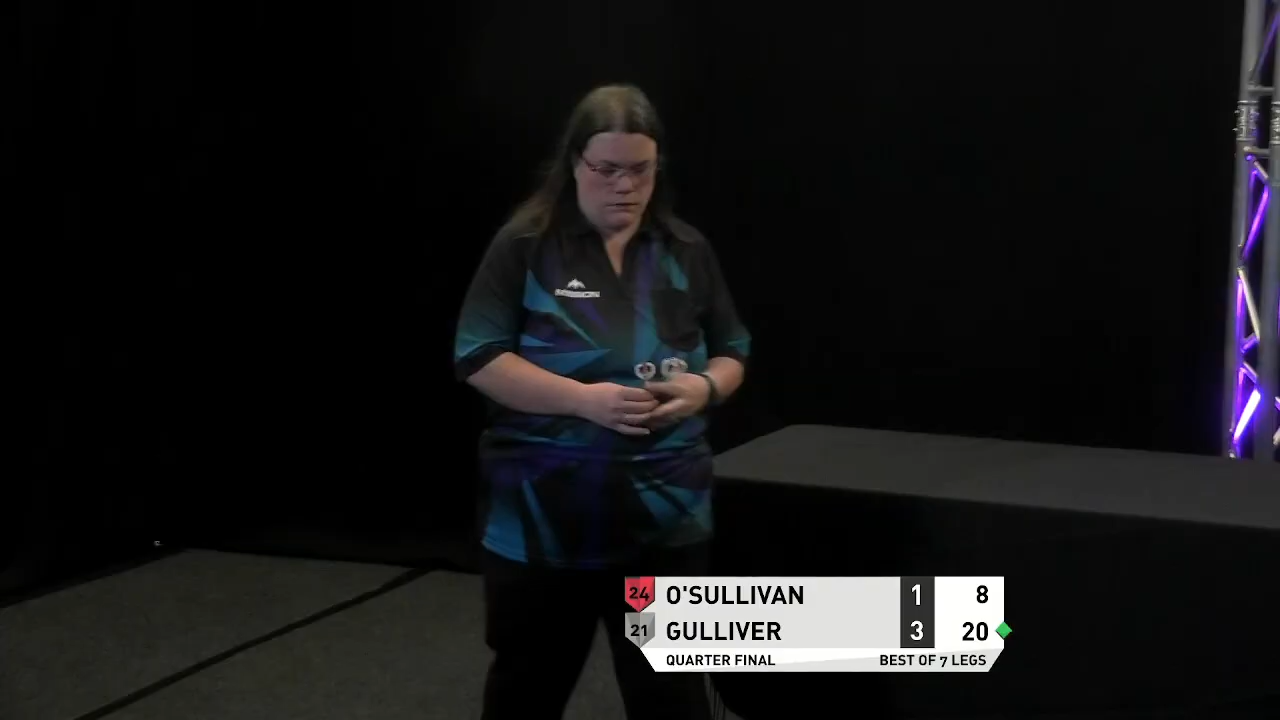 24 O'SULLIVAN 1 8
21 GULLIVER 3 20
QUARTER FINAL BEST OF 7 LEGS